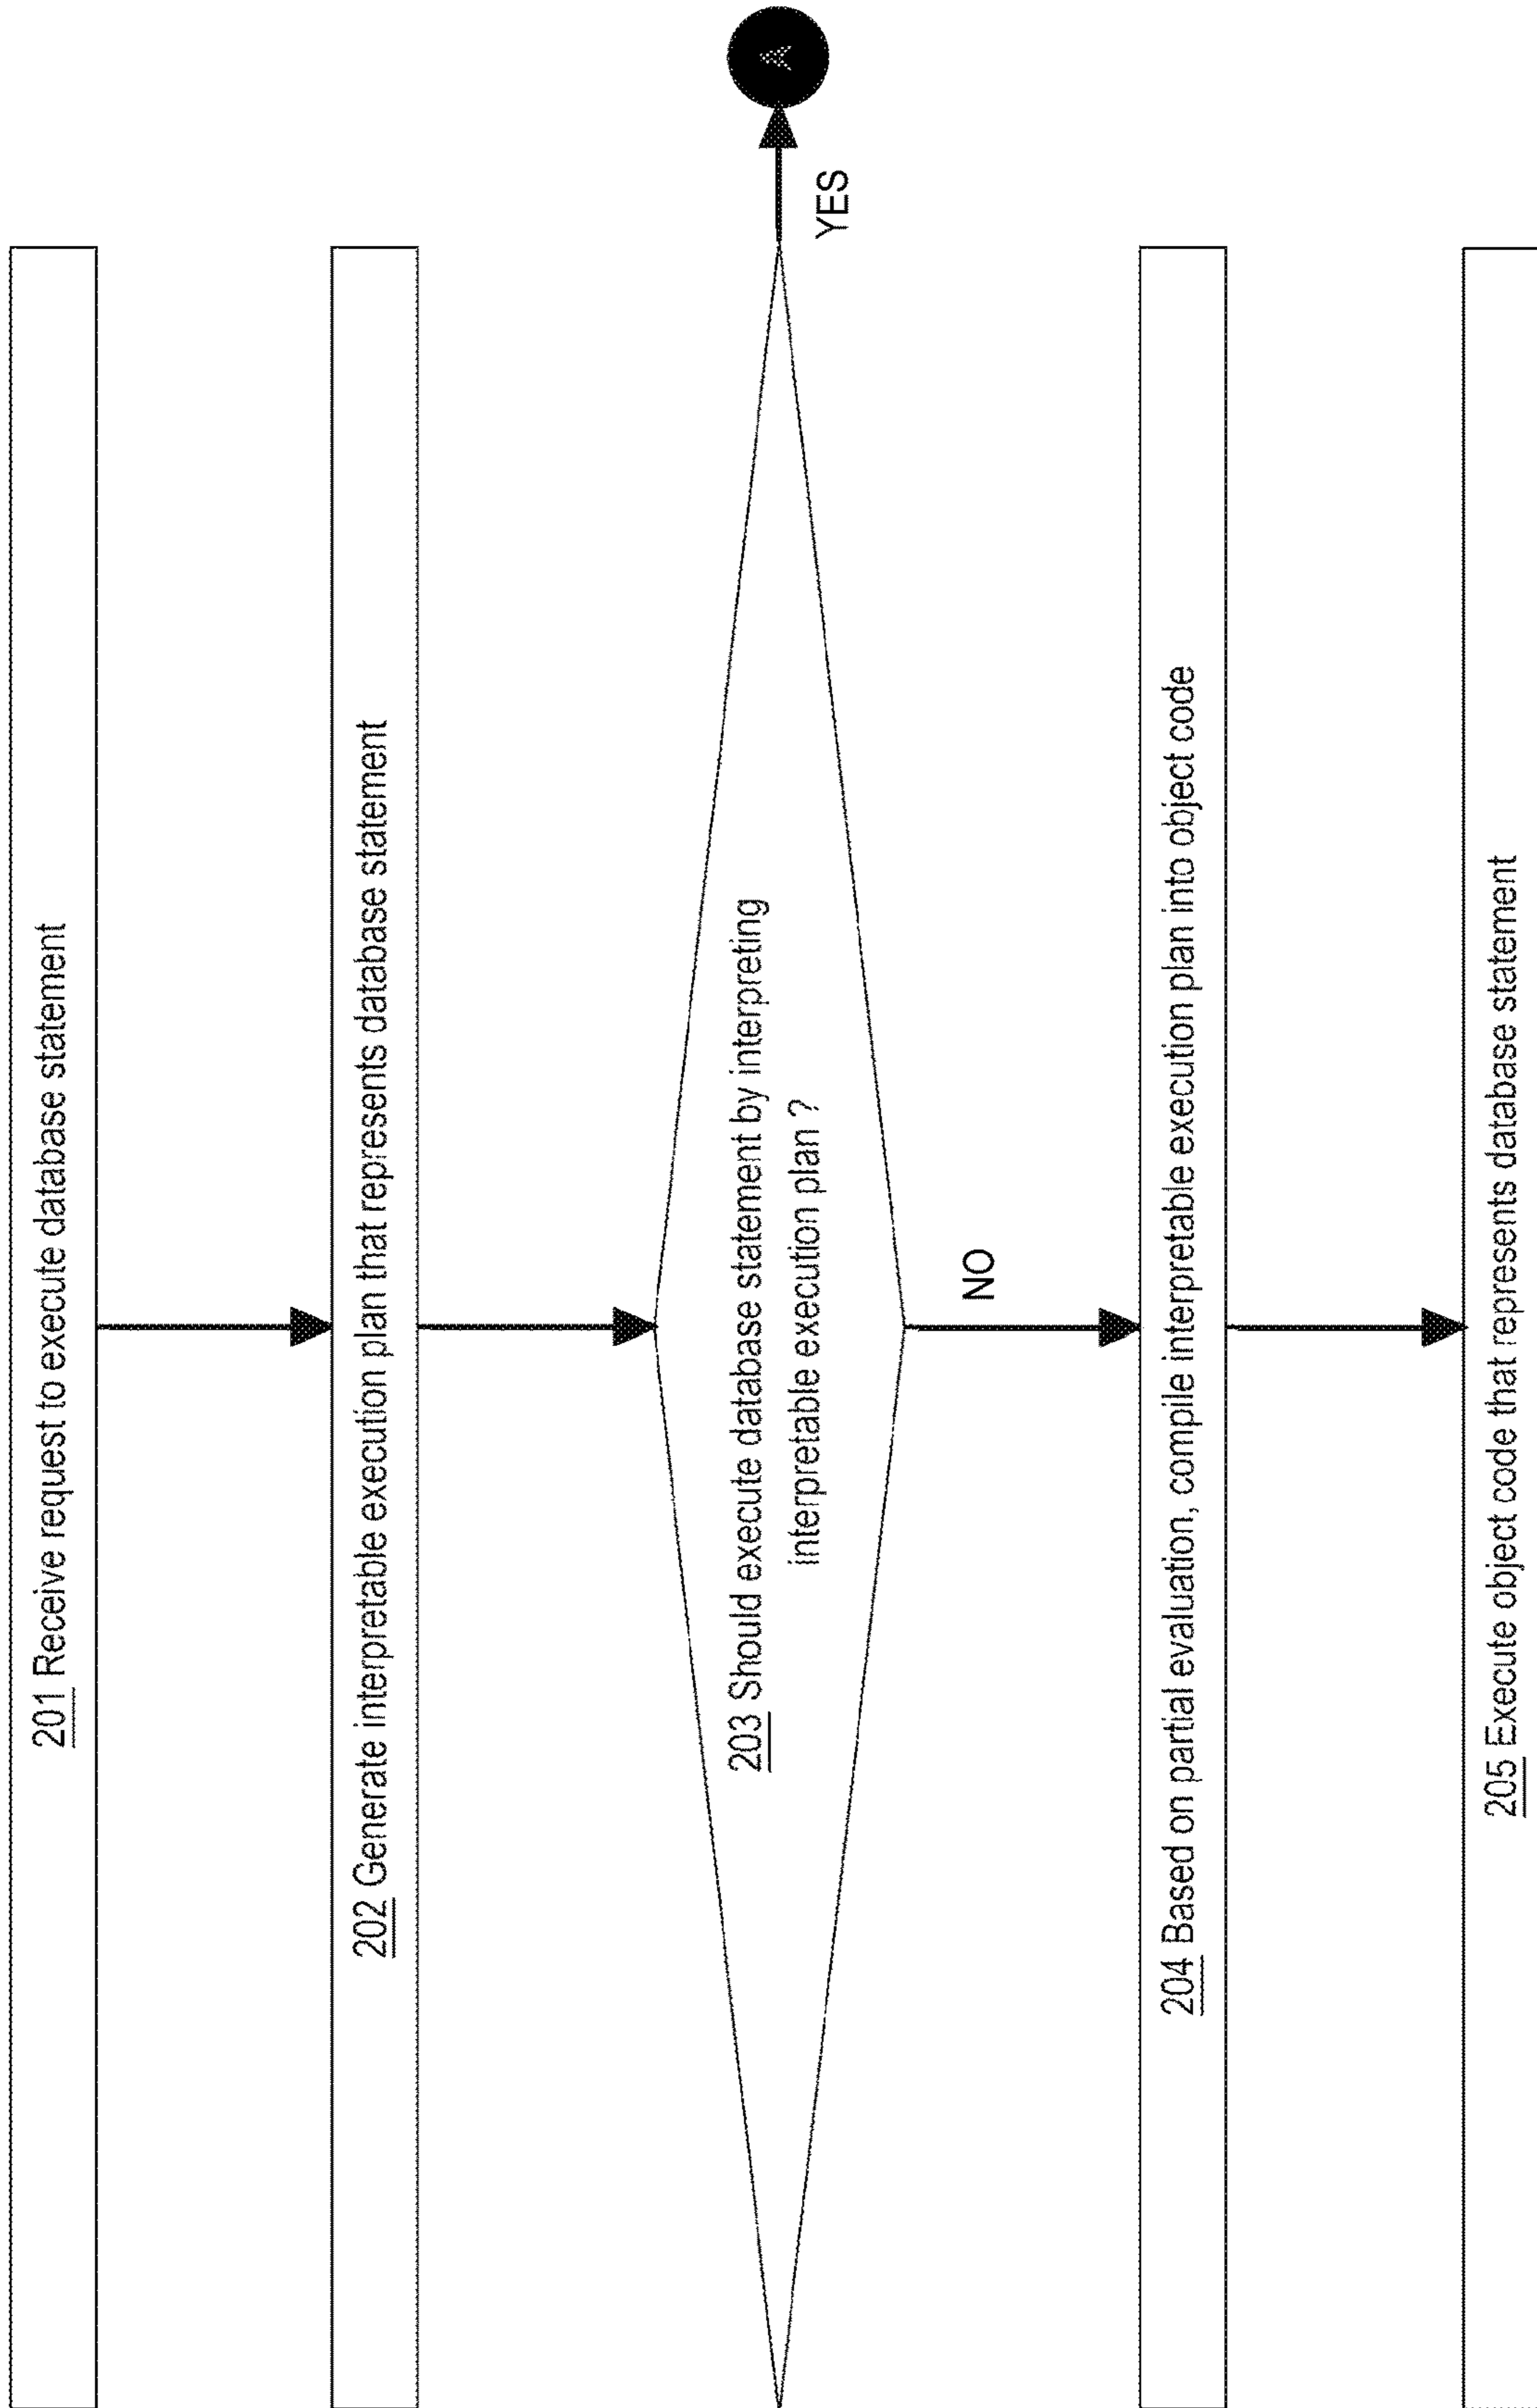 201 Receive request to execute database statement
202 Generate interpretable execution plan that represents database statement
203 Should execute database statement by interpreting
interpretable execution plan ?
YES
A
NO
204 Based on partial evaluation, compile interpretable execution plan into object code
205 Execute object code that represents database statement